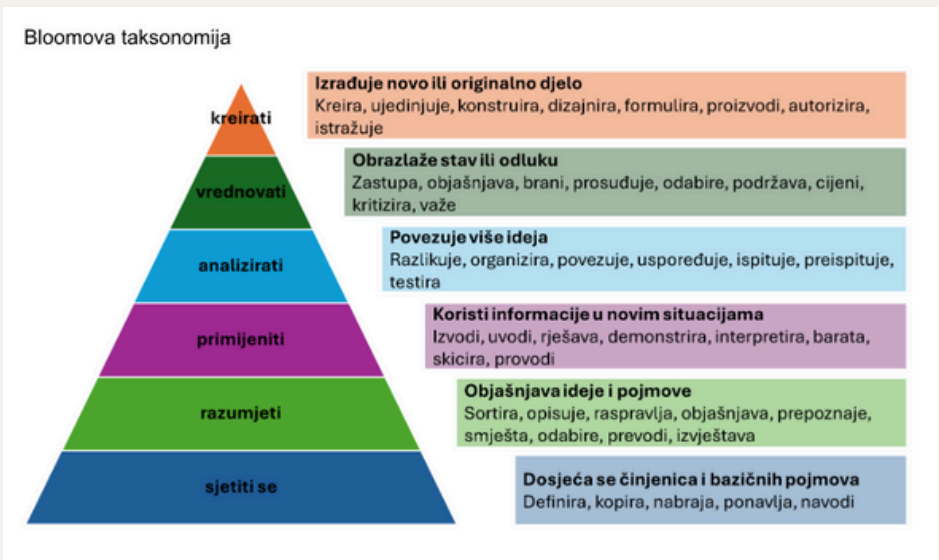 Bloomova taksonomija
kreirati
Izrađuje novo ili originalno djelo
Kreira, ujedinjuje, konstruira, dizajnira, formulira, proizvodi, autorizira,
istražuje
vrednovati
Obrazlaže stav ili odluku
Zastupa, objašnjava, brani, prosuđuje, odabire, podržava, cijeni,
kritizira, važe
analizirati
Povezuje više ideja
Razlikuje, organizira, povezuje, uspoređuje, ispituje, preispituje,
testira
primijeniti
Koristi informacije u novim situacijama
Izvodi, uvodi, rješava, demonstrira, interpretira, barata,
skicira, provodi
razumjeti
Objašnjava ideje i pojmove
Sortira, opisuje, raspravlja, objašnjava, prepoznaje,
smješta, odabire, prevodi, izvještava
sjetiti se
Dosjeća se činjenica i bazičnih pojmova
Definira, kopira, nabraja, ponavlja, navodi